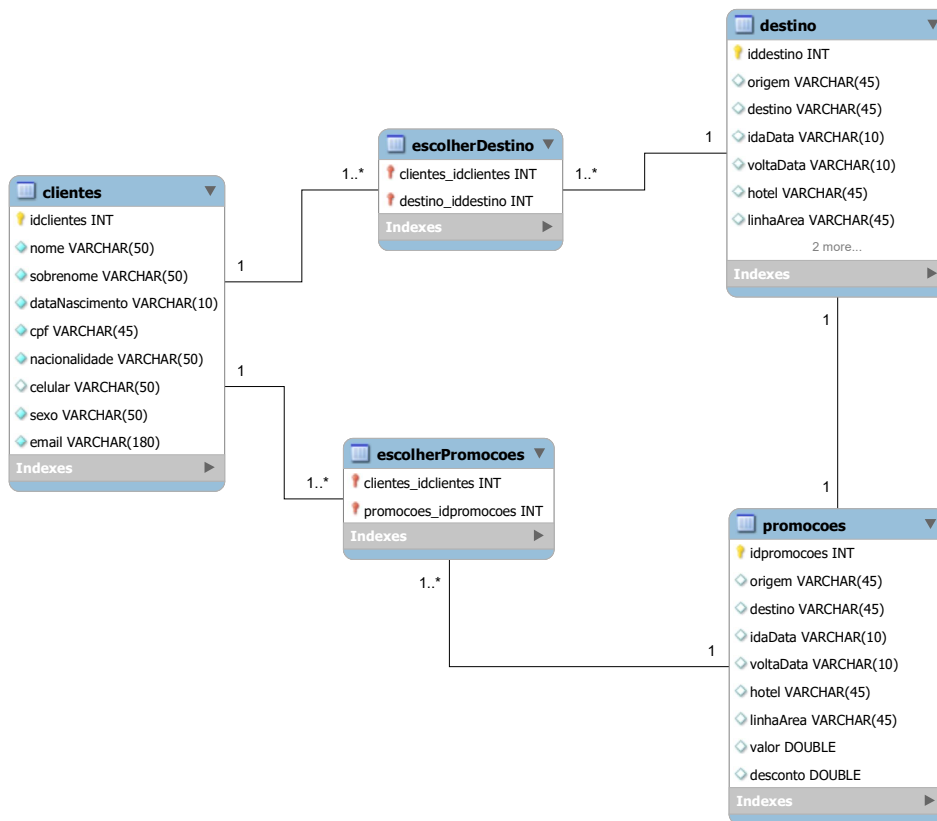 destino
iddestino INT
origem VARCHAR(45)
destino VARCHAR(45)
idaData VARCHAR(10)
voltaData VARCHAR(10)
hotel VARCHAR(45)
linhaArea VARCHAR(45)
2 more...
Indexes
1
1
escolherDestino
clientes_idclientes INT
destino_iddestino INT
Indexes
1..*
1..*
clientes
idclientes INT
nome VARCHAR(50)
sobrenome VARCHAR(50)
dataNascimento VARCHAR(10)
cpf VARCHAR(45)
nacionalidade VARCHAR(50)
celular VARCHAR(50)
sexo VARCHAR(50)
email VARCHAR(180)
Indexes
1
1
escolherPromocoes
clientes_idclientes INT
promocoes_idpromocoes INT
Indexes
1..*
1..*
1
1
promocoes
idpromocoes INT
origem VARCHAR(45)
destino VARCHAR(45)
idaData VARCHAR(10)
voltaData VARCHAR(10)
hotel VARCHAR(45)
linhaArea VARCHAR(45)
valor DOUBLE
desconto DOUBLE
Indexes